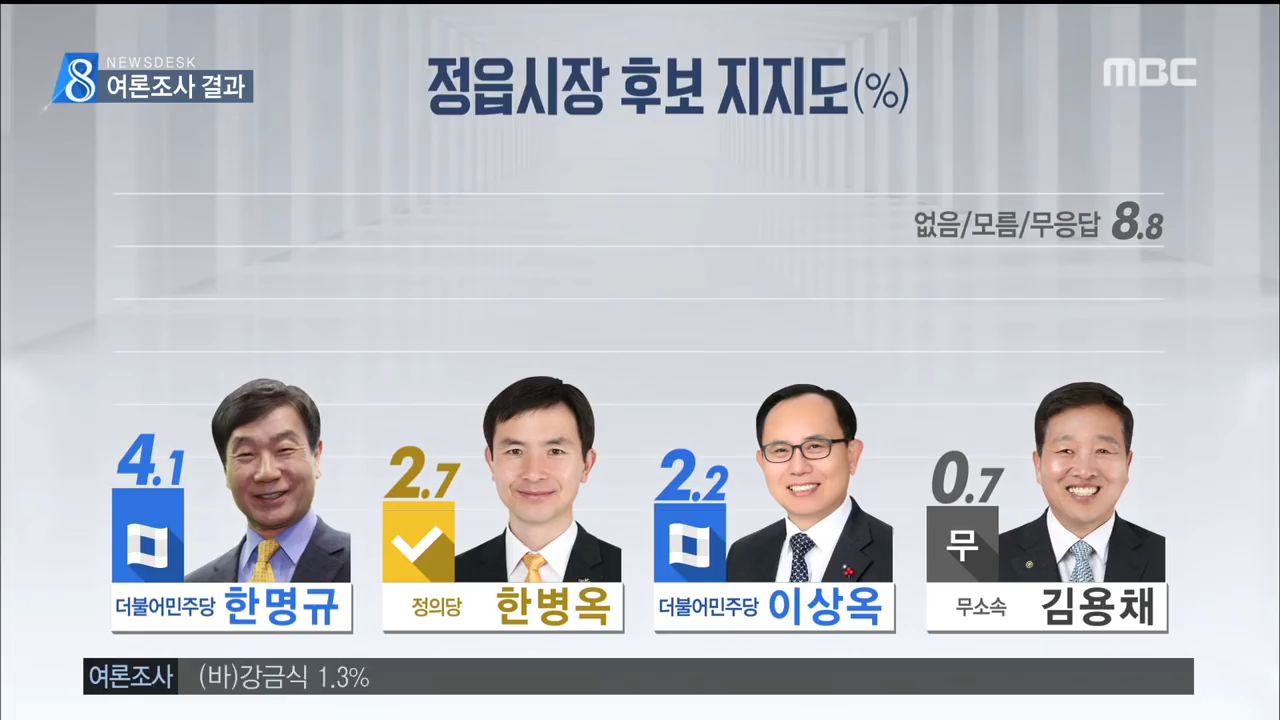 NEWSDESK
8 여론조사 결과
정읍시장 후보 지지도(%)
MBC
없음/모름/무응답 8.8
4.1
더불어민주당 한명규
2.7
정의당 한병옥
2.2
더불어민주당 이상옥
0.7
무
무소속 김용채
여론조사 (바)강금식 1.3%